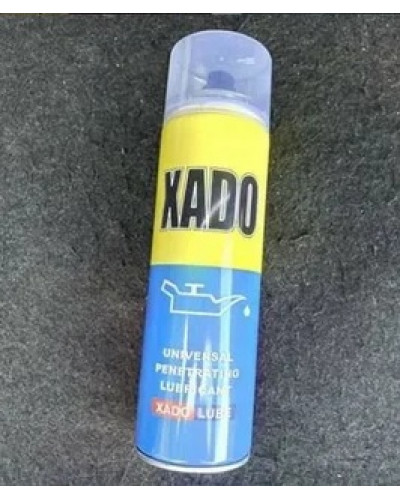 XADO
UNIVERSAL
PENETRATING
LUBRICANT
XADO LUBE